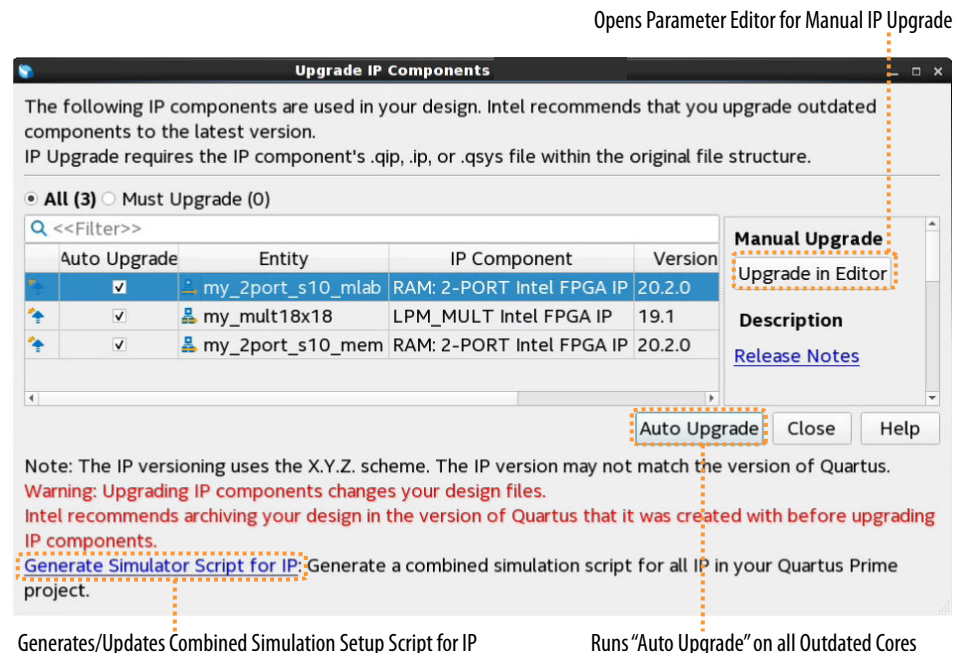 Opens Parameter Editor for Manual IP Upgrade
Upgrade IP Components
The following IP components are used in your design. Intel recommends that you upgrade outdated
components to the latest version.
IP Upgrade requires the IP component's .qip, .ip, or .qsys file within the original file structure.
All (3) Must Upgrade (0)
<<Filter>>
Auto Upgrade Entity IP Component Version
my_2port_s10_mlab RAM: 2-PORT Intel FPGA IP 20.2.0
my_mult18x18 LPM_MULT Intel FPGA IP 19.1
my_2port_s10_mem RAM: 2-PORT Intel FPGA IP 20.2.0
Manual Upgrade
Upgrade in Editor
Description
Release Notes
Auto Upgrade Close Help
Note: The IP versioning uses the X.Y.Z. scheme. The IP version may not match the version of Quartus.
Warning: Upgrading IP components changes your design files.
Intel recommends archiving your design in the version of Quartus that it was created with before upgrading
IP components.
Generate Simulator Script for IP: Generate a combined simulation script for all IP in your Quartus Prime
project.
Generates/Updates Combined Simulation Setup Script for IP
Runs “Auto Upgrade” on all Outdated Cores